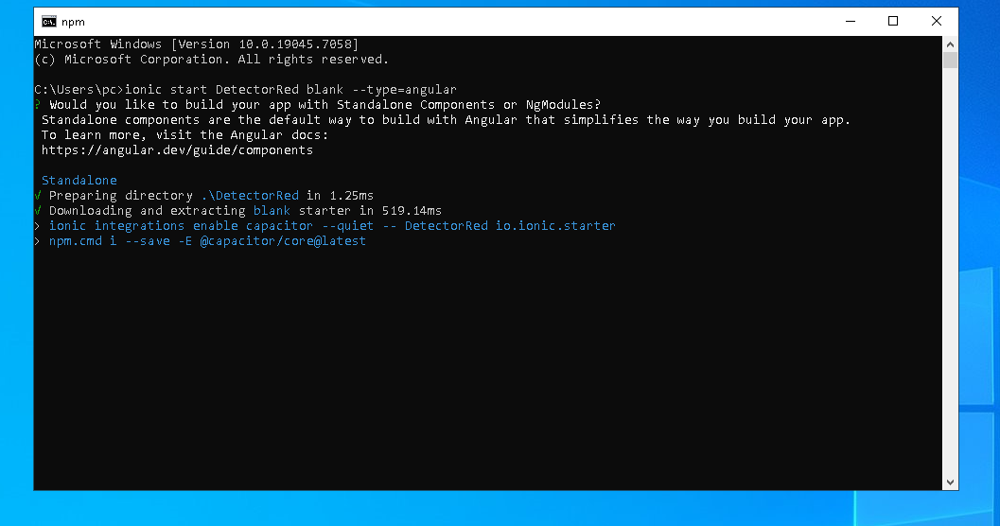 npm
Microsoft Windows [Version 10.0.19045.7058]
(c) Microsoft Corporation. All rights reserved.
C:\Users\pc>ionic start DetectorRed blank --type=angular
? Would you like to build your app with Standalone Components or NgModules?
Standalone components are the default way to build with Angular that simplifies the way you build your app.
To learn more, visit the Angular docs:
https://angular.dev/guide/components
Standalone
√ Preparing directory .\DetectorRed in 1.25ms
√ Downloading and extracting blank starter in 519.14ms
> ionic integrations enable capacitor --quiet -- DetectorRed io.ionic.starter
> npm.cmd i --save -E @capacitor/core@latest